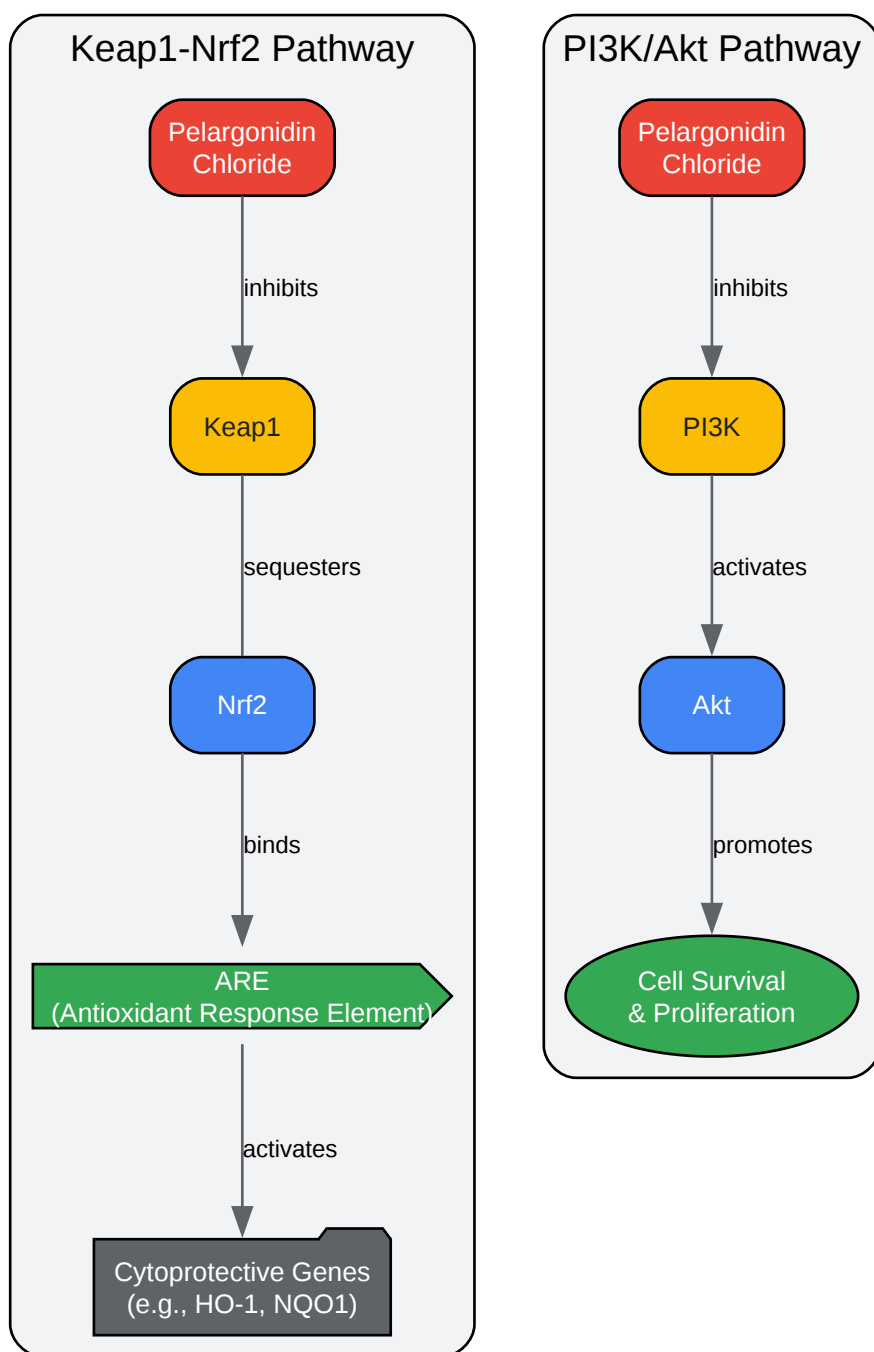 Keap1-Nrf2 Pathway
Pelargonidin
Chloride
inhibits
Keap1
sequesters
Nrf2
binds
ARE
(Antioxidant Response Element)
activates
Cytoprotective Genes
(e.g., HO-1, NQO1)
PI3K/Akt Pathway
Pelargonidin
Chloride
inhibits
PI3K
activates
Akt
promotes
Cell Survival
& Proliferation